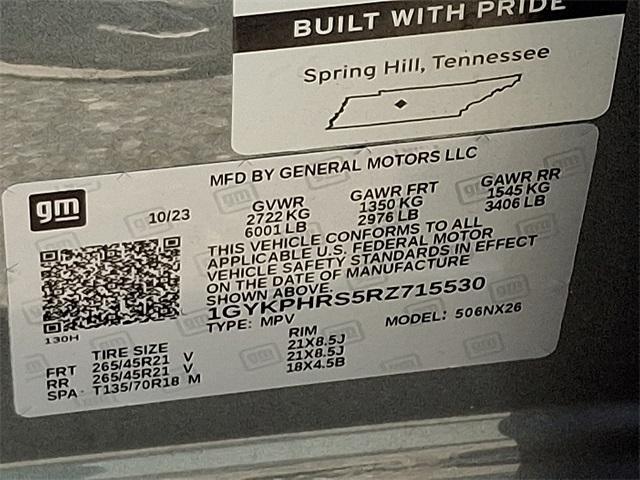 BUILT WITH PRIDE
Spring Hill, Tennessee
MFD BY GENERAL MOTORS LLC
gm
10/23
GVWR
2722 KG
6001 LB
GAWR FRT
1350 KG
2976 LB
GAWR RR
1545 KG
3406 LB
THIS VEHICLE CONFORMS TO ALL
APPLICABLE U.S. FEDERAL MOTOR
VEHICLE SAFETY STANDARDS IN EFFECT
ON THE DATE OF MANUFACTURE
SHOWN ABOVE.
1GYKPHRS5RZ715530
TYPE: MPV
MODEL: 506NX26
130H
TIRE SIZE
RIM
FRT 265/45R21 V 21X8.5J
RR 265/45R21 V 21X8.5J
SPA T135/70R18 M 18X4.5B